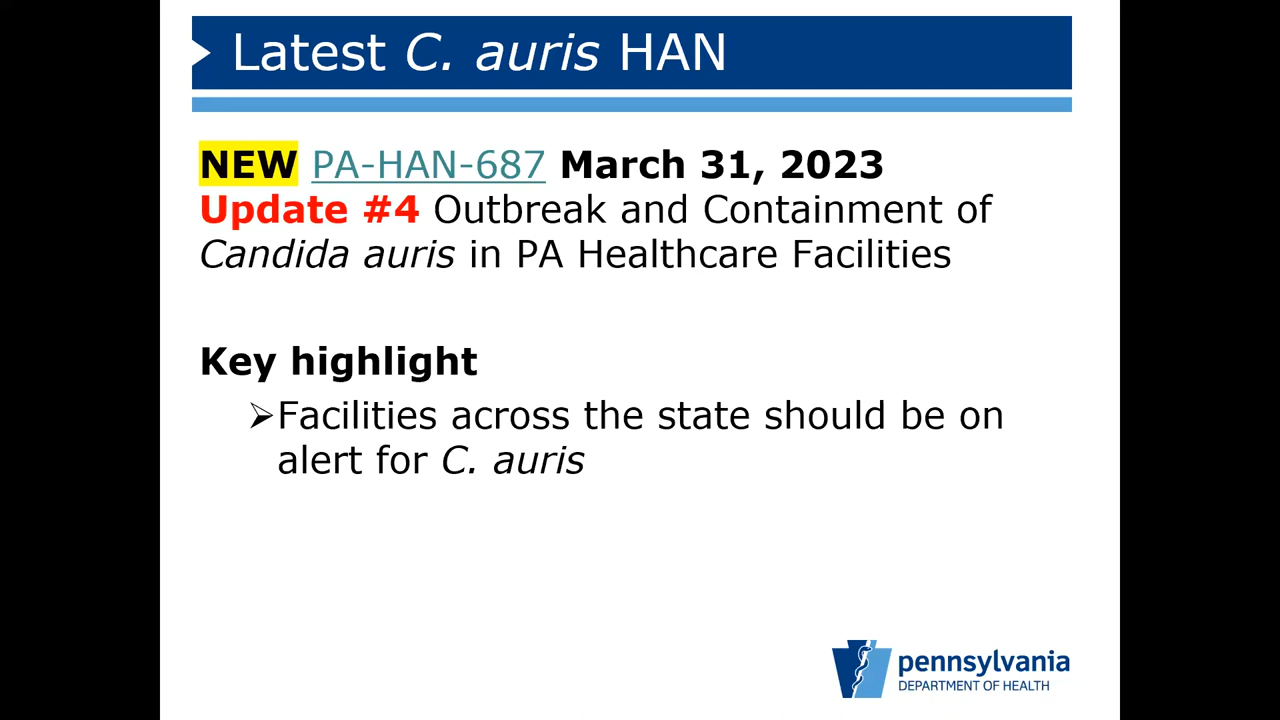 Latest C. auris HAN
NEW PA-HAN-687 March 31, 2023
Update #4 Outbreak and Containment of
Candida auris in PA Healthcare Facilities
Key highlight
➢Facilities across the state should be on
alert for C. auris
pennsylvania
DEPARTMENT OF HEALTH